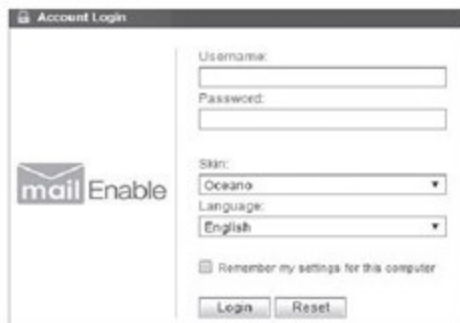 Account Login
Username:
Password:
mail Enable
Skin:
Oceano
Language:
English
Remember my settings for this computer
Login Reset